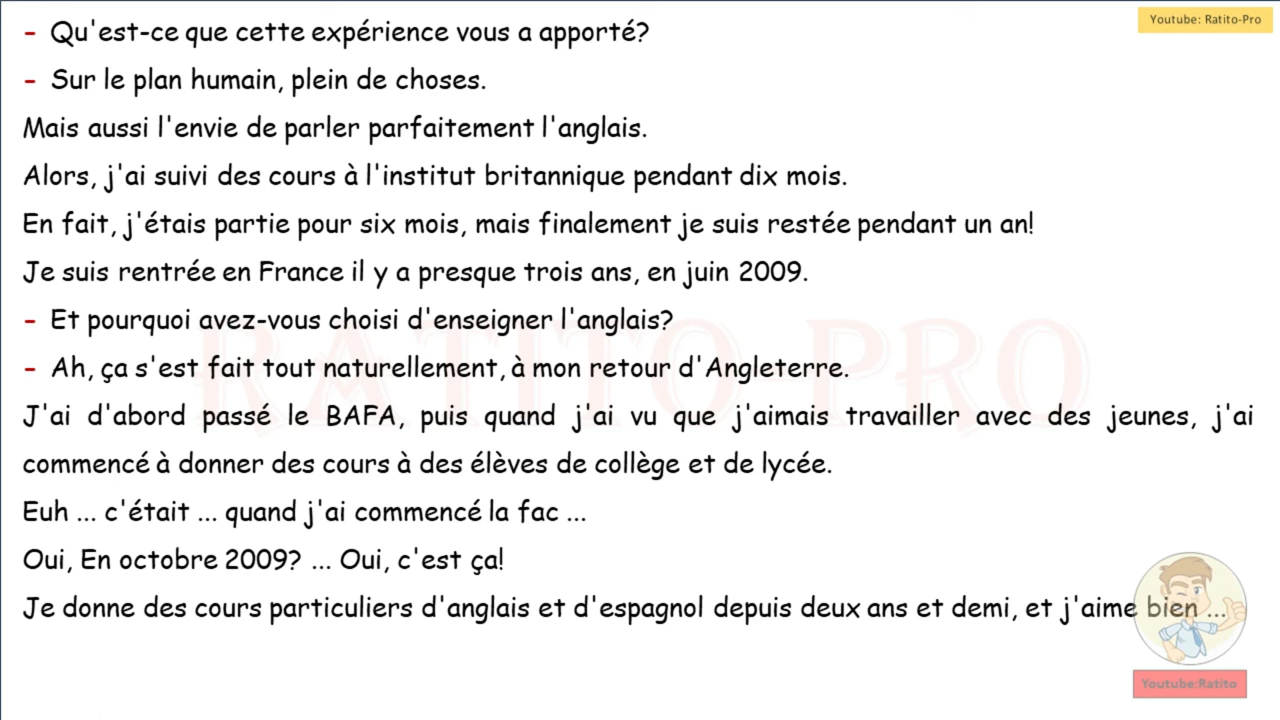 Youtube: Ratito-Pro
- Qu'est-ce que cette expérience vous a apporté?
- Sur le plan humain, plein de choses.
Mais aussi l'envie de parler parfaitement l'anglais.
Alors, j'ai suivi des cours à l'institut britannique pendant dix mois.
En fait, j'étais partie pour six mois, mais finalement je suis restée pendant un an!
Je suis rentrée en France il y a presque trois ans, en juin 2009.
- Et pourquoi avez-vous choisi d'enseigner l'anglais?
RATITO-PRO
- Ah, ça s'est fait tout naturellement, à mon retour d'Angleterre.
J'ai d'abord passé le BAFA, puis quand j'ai vu que j'aimais travailler avec des jeunes, j'ai
commencé à donner des cours à des élèves de collège et de lycée.
Euh ... c'était ... quand j'ai commencé la fac ...
Oui, En octobre 2009? ... Oui, c'est ça!
Je donne des cours particuliers d'anglais et d'espagnol depuis deux ans et demi, et j'aime bien ...
Youtube:Ratito